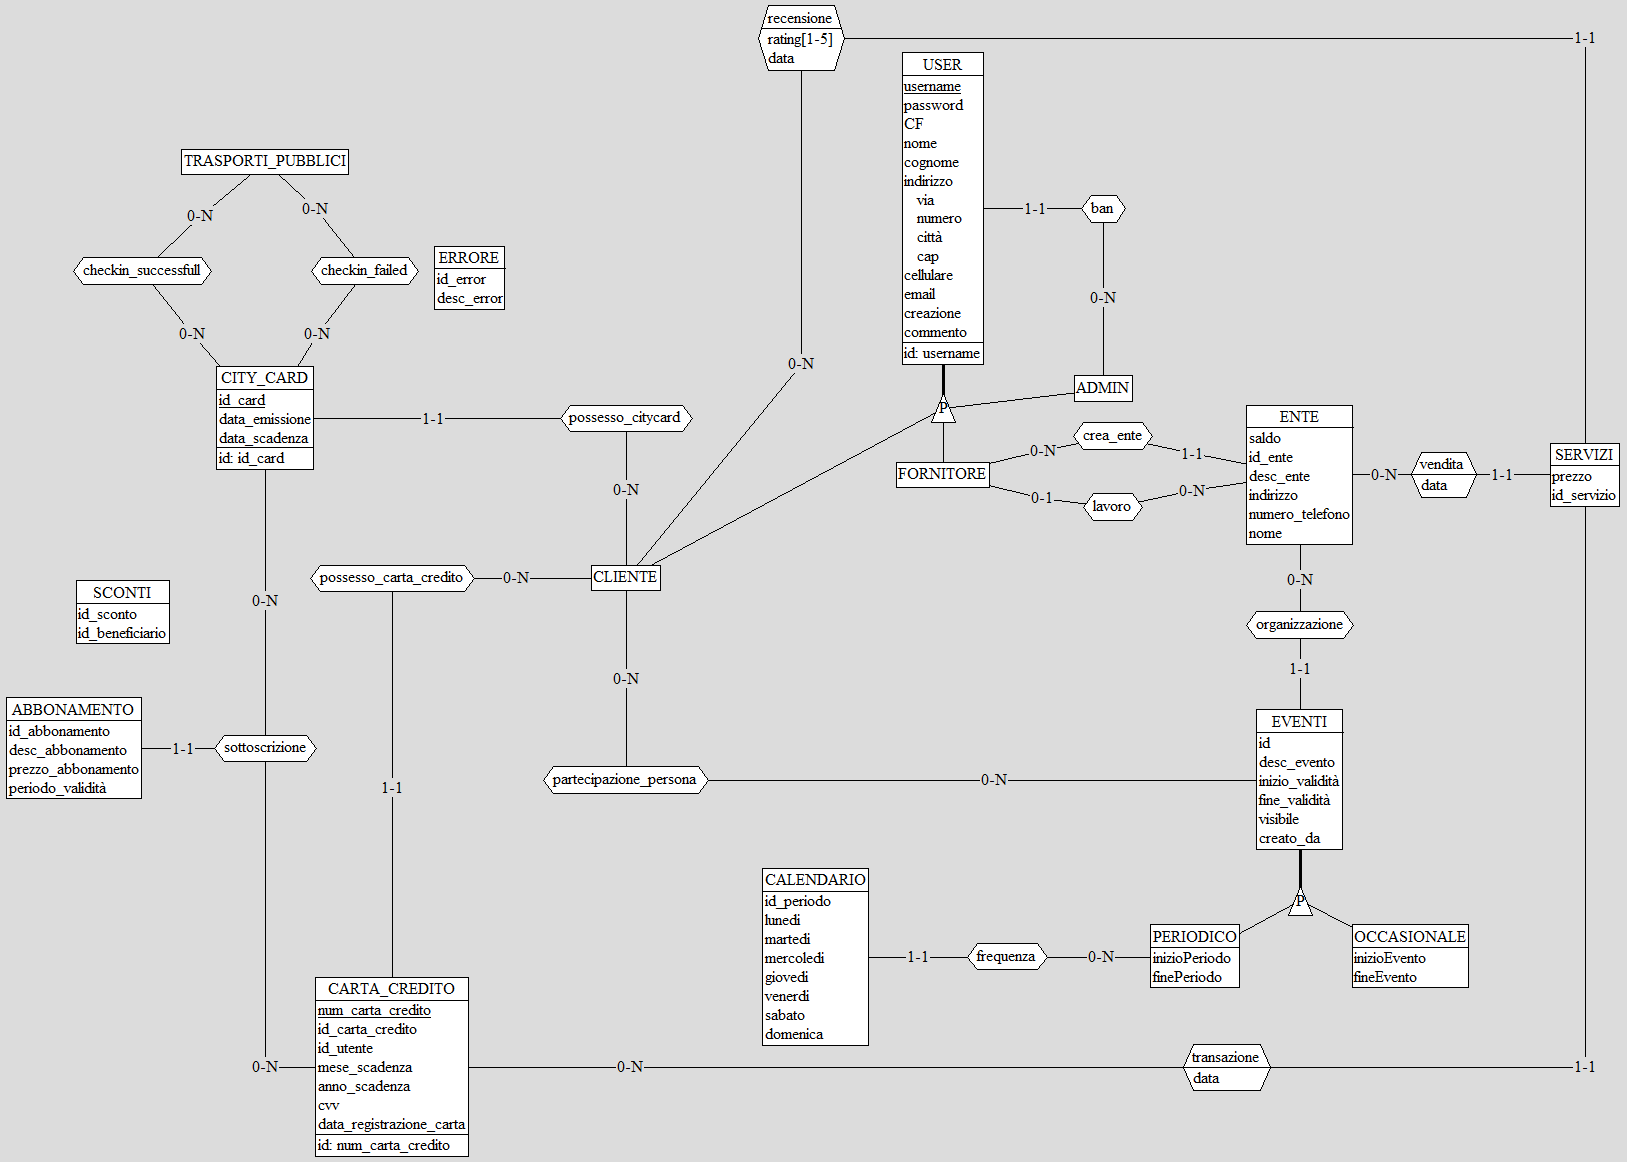 recensione
rating[1-5]
data
1-1
USER
username
password
CF
nome
cognome
indirizzo
via
numero
città
cap
cellulare
email
creazione
commento
id: username
1-1
ban
0-N
ADMIN
P
TRASPORTI_PUBBLICI
0-N
0-N
checkin_successfull
checkin_failed
ERRORE
id_error
desc_error
0-N
0-N
0-N
CITY_CARD
id_card
data_emissione
data_scadenza
id: id_card
1-1
possesso_citycard
0-N
FORNITORE
0-N
crea_ente
1-1
0-1
lavoro
0-N
ENTE
saldo
id_ente
desc_ente
indirizzo
numero_telefono
nome
0-N
vendita
data
1-1
SERVIZI
prezzo
id_servizio
possesso_carta_credito
0-N
CLIENTE
0-N
organizzazione
1-1
SCONTI
id_sconto
id_beneficiario
0-N
0-N
ABBONAMENTO
id_abbonamento
desc_abbonamento
prezzo_abbonamento
periodo_validità
1-1
sottoscrizione
1-1
partecipazione_persona
0-N
EVENTI
id
desc_evento
inizio_validità
fine_validità
visibile
creato_da
P
CALENDARIO
id_periodo
lunedi
martedi
mercoledi
giovedi
venerdi
sabato
domenica
1-1
frequenza
0-N
PERIODICO
inizioPeriodo
finePeriodo
OCCASIONALE
inizioEvento
fineEvento
CARTA_CREDITO
num_carta_credito
id_carta_credito
id_utente
mese_scadenza
anno_scadenza
cvv
data_registrazione_carta
id: num_carta_credito
0-N
0-N
transazione
data
1-1